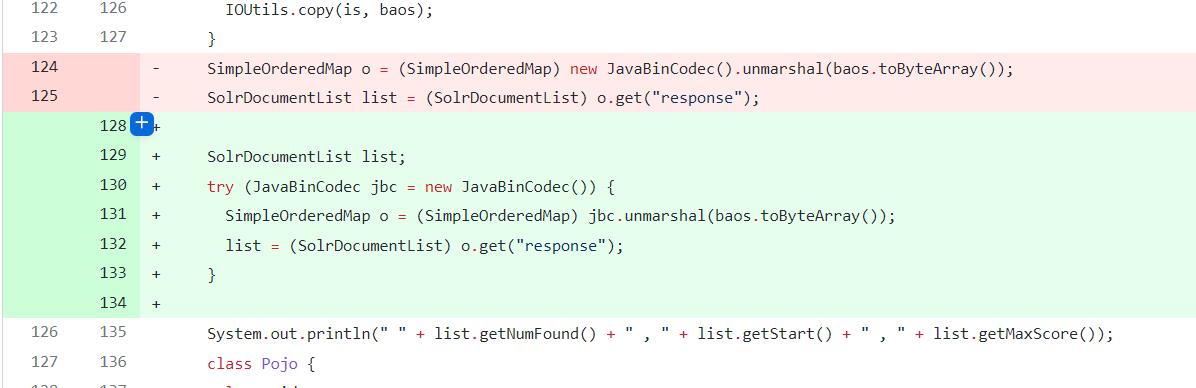 122 126 IOUtils.copy(is, baos);
123 127 }
124 - SimpleOrderedMap o = (SimpleOrderedMap) new JavaBinCodec().unmarshal(baos.toByteArray());
125 - SolrDocumentList list = (SolrDocumentList) o.get("response");
128 +
129 + SolrDocumentList list;
130 + try (JavaBinCodec jbc = new JavaBinCodec()) {
131 + SimpleOrderedMap o = (SimpleOrderedMap) jbc.unmarshal(baos.toByteArray());
132 + list = (SolrDocumentList) o.get("response");
133 + }
134 +
126 135 System.out.println(" " + list.getNumFound() + " , " + list.getStart() + " , " + list.getMaxScore());
127 136 class Pojo {